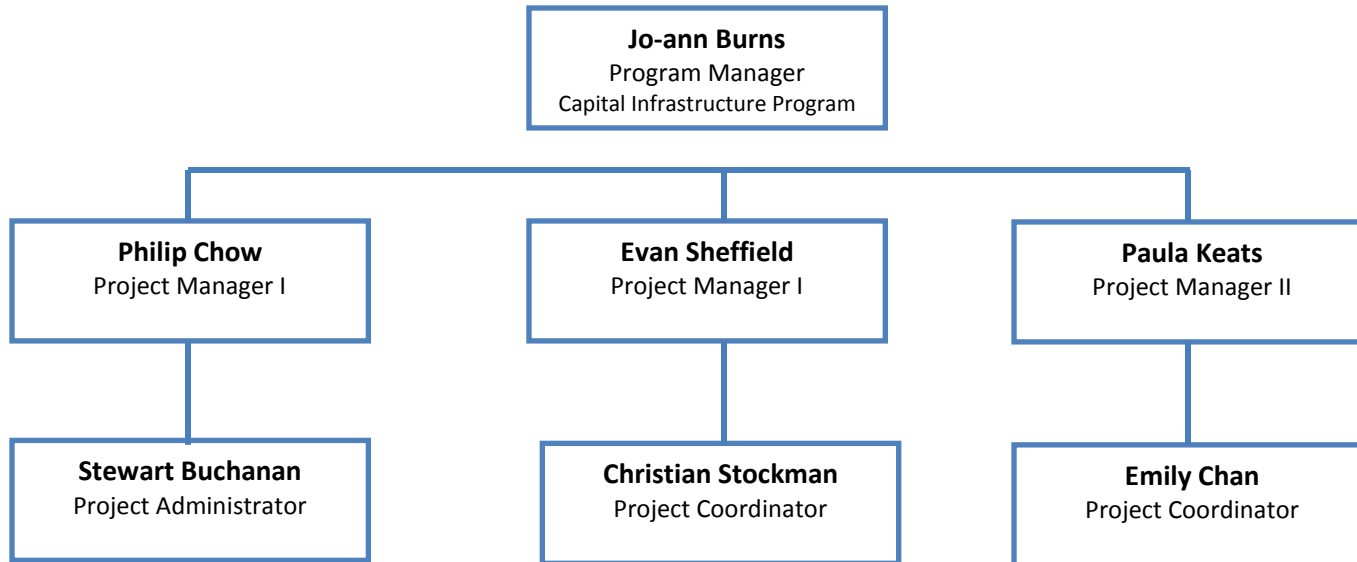 Jo-ann Burns
Program Manager
Capital Infrastructure Program
Philip Chow
Project Manager I
Evan Sheffield
Project Manager I
Paula Keats
Project Manager II
Stewart Buchanan
Project Administrator
Christian Stockman
Project Coordinator
Emily Chan
Project Coordinator